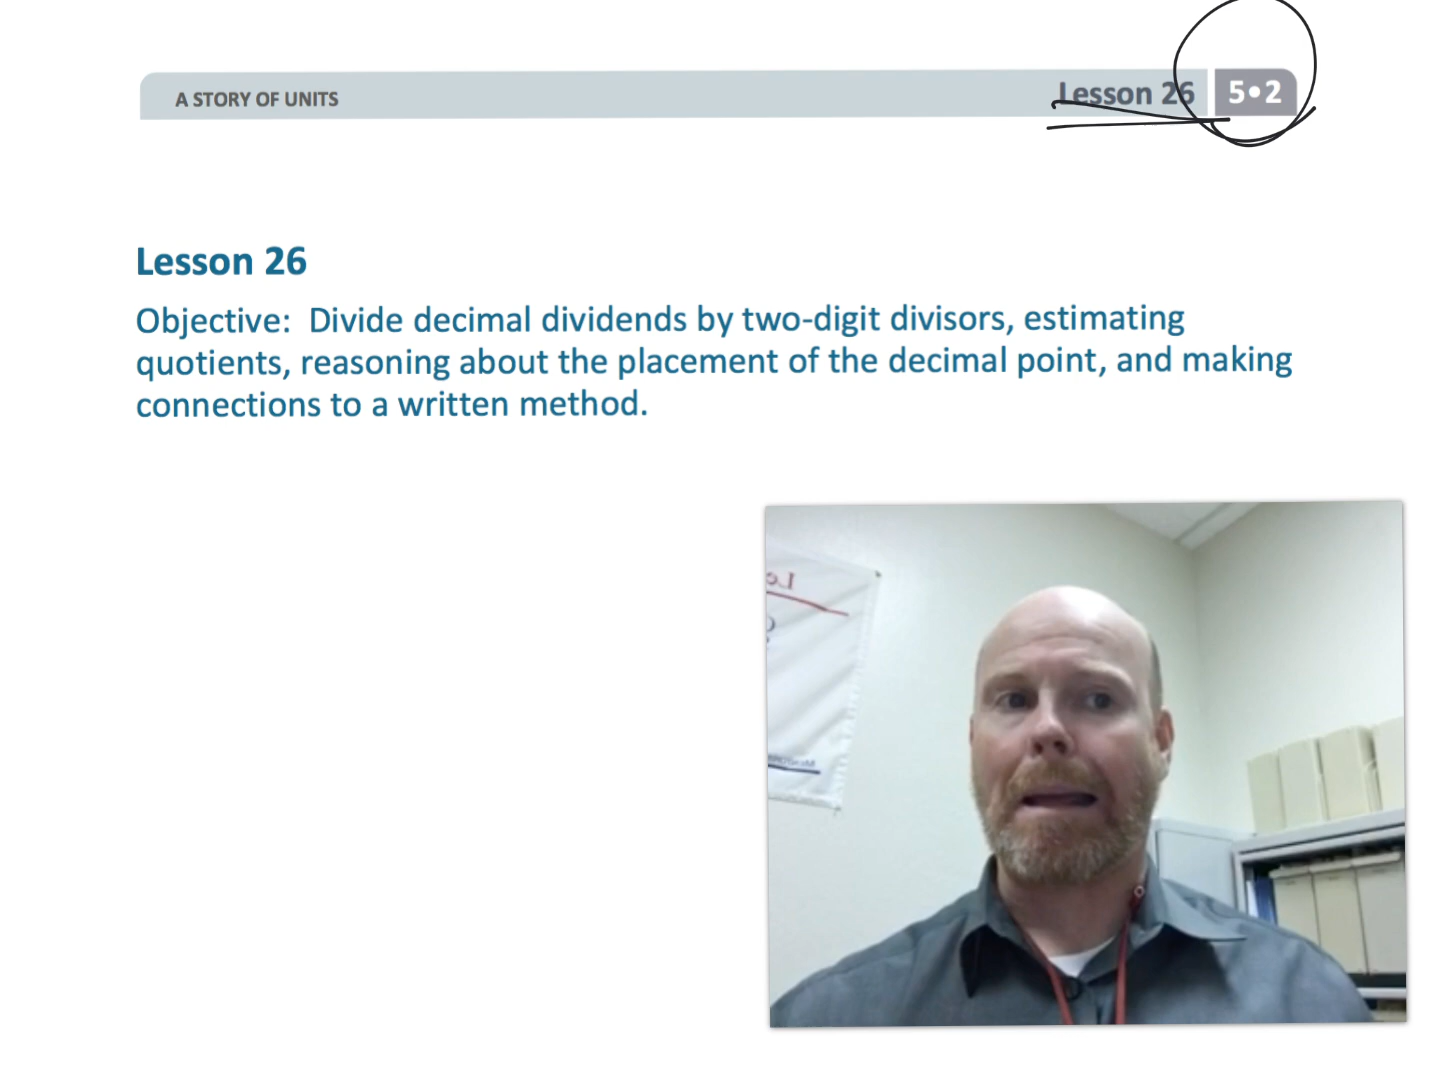 A STORY OF UNITS
Lesson 26
5•2
Lesson 26
Objective: Divide decimal dividends by two-digit divisors, estimating
quotients, reasoning about the placement of the decimal point, and making
connections to a written method.